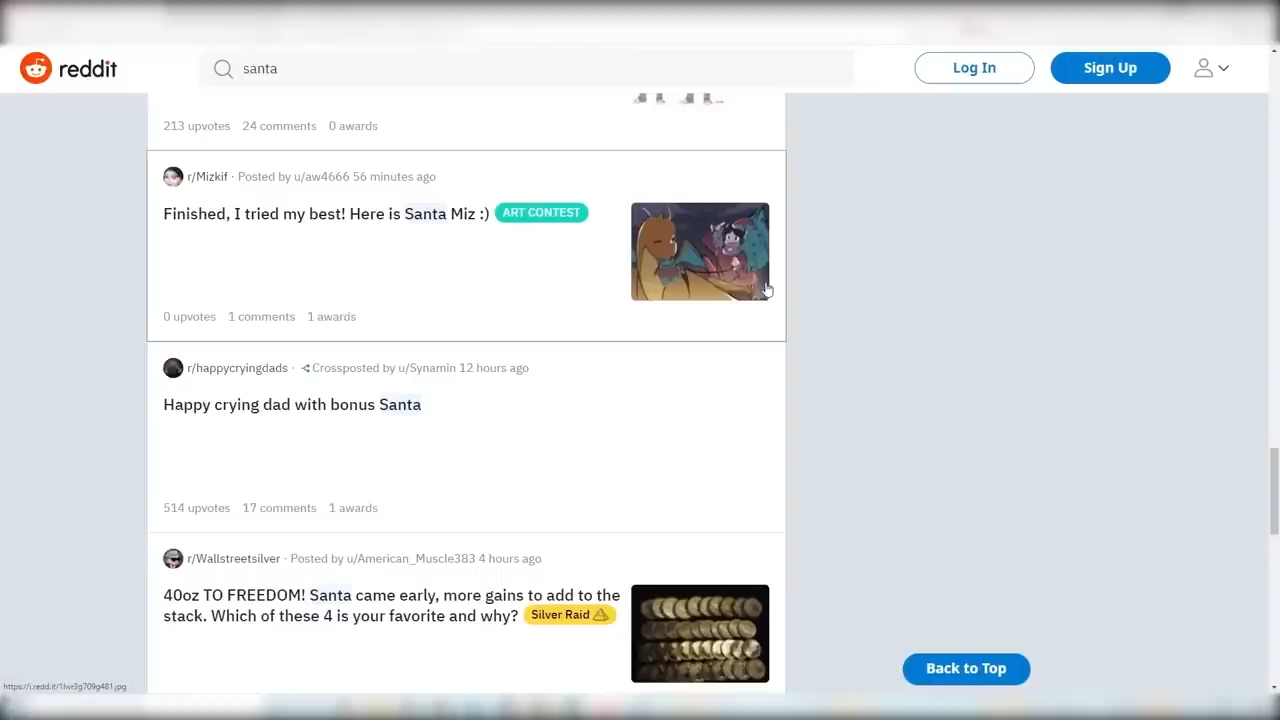 reddit
santa
Log In
Sign Up
213 upvotes 24 comments 0 awards
r/Mizkif · Posted by u/aw4666 56 minutes ago
Finished, I tried my best! Here is Santa Miz :) ART CONTEST
0 upvotes 1 comments 1 awards
r/happycryingdads · Crossposted by u/Synamin 12 hours ago
Happy crying dad with bonus Santa
514 upvotes 17 comments 1 awards
r/Wallstreetsilver · Posted by u/American_Muscle383 4 hours ago
40oz TO FREEDOM! Santa came early, more gains to add to the
stack. Which of these 4 is your favorite and why? Silver Raid
Back to Top